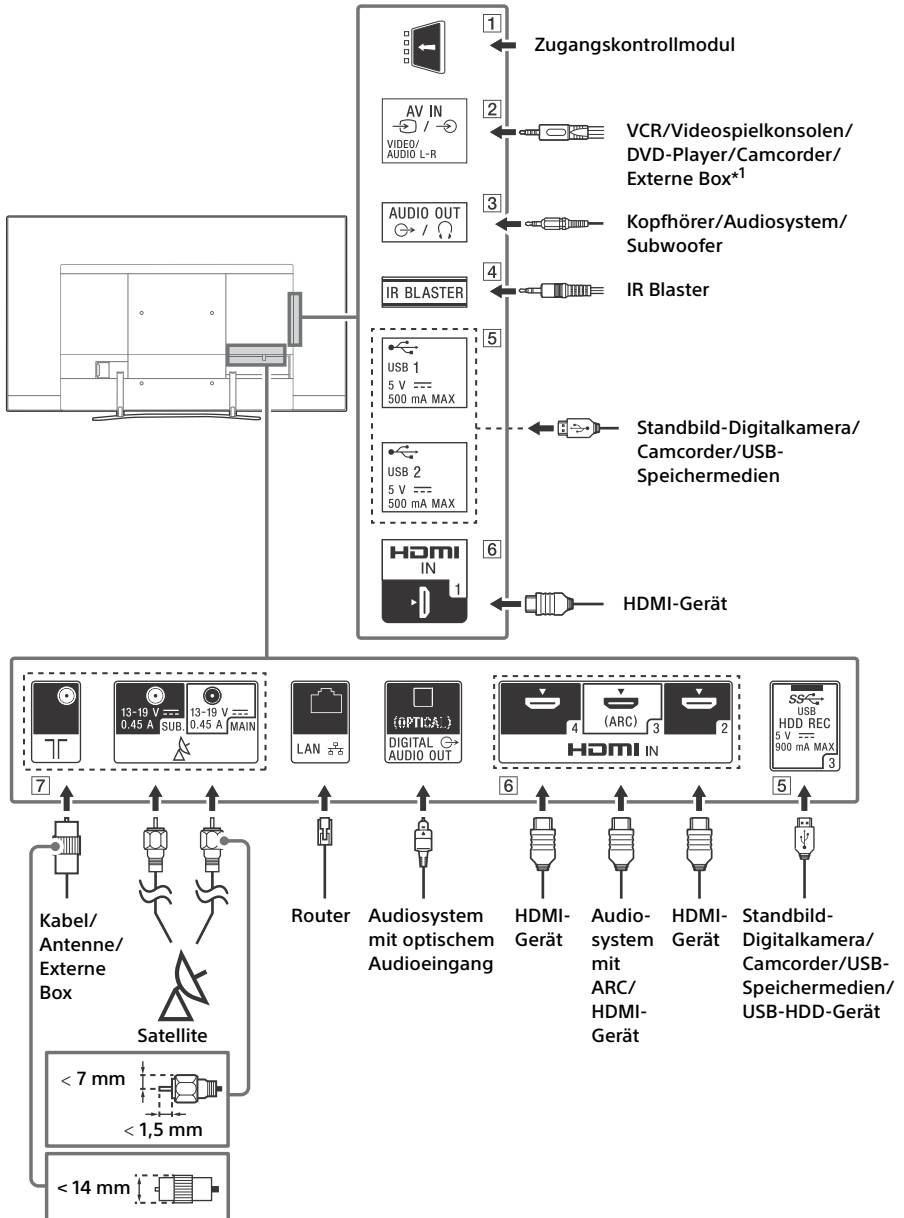 1
Zugangskontrollmodul
AV IN
/
VIDEO/
AUDIO L-R
2
VCR/Videospielkonsolen/
DVD-Player/Camcorder/
Externe Box*1
AUDIO OUT
/
3
Kopfhörer/Audiosystem/
Subwoofer
4
IR BLASTER
IR Blaster
5
USB 1
5 V
500 mA MAX
USB 2
5 V
500 mA MAX
Standbild-Digitalkamera/
Camcorder/USB-
Speichermedien
HDMI
IN
1
6
HDMI-Gerät
13-19 V
0.45 A SUB.
13-19 V
0.45 A MAIN
LAN
(OPTICAL)
DIGITAL
AUDIO OUT
4
(ARC) 3
2
HDMI IN
SS
USB
HDD REC
5 V
900 mA MAX
3
7
6
5
Kabel/
Antenne/
Externe
Box
Satellite
Router
Audiosystem
mit optischem
Audioeingang
HDMI-
Gerät
Audio-
system
mit
ARC/
HDMI-
Gerät
HDMI-
Gerät
Standbild-
Digitalkamera/
Camcorder/USB-
Speichermedien/
USB-HDD-Gerät
< 7 mm
< 1,5 mm
< 14 mm